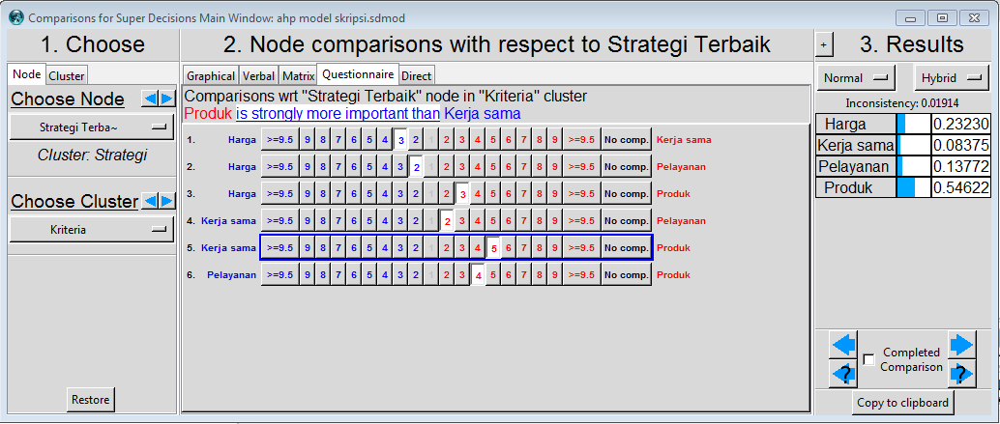 Comparisons for Super Decisions Main Window: ahp model skripsi.sdmod
1. Choose
2. Node comparisons with respect to Strategi Terbaik
+
3. Results
Node Cluster
Choose Node
Strategi Terba~
Cluster: Strategi
Choose Cluster
Kriteria
Restore
Graphical Verbal Matrix Questionnaire Direct
Comparisons wrt "Strategi Terbaik" node in "Kriteria" cluster
Produk is strongly more important than Kerja sama
1. Harga >=9.5 9 8 7 6 5 4 3 2 1 2 3 4 5 6 7 8 9 >=9.5 No comp. Kerja sama
2. Harga >=9.5 9 8 7 6 5 4 3 2 1 2 3 4 5 6 7 8 9 >=9.5 No comp. Pelayanan
3. Harga >=9.5 9 8 7 6 5 4 3 2 1 2 3 4 5 6 7 8 9 >=9.5 No comp. Produk
4. Kerja sama >=9.5 9 8 7 6 5 4 3 2 1 2 3 4 5 6 7 8 9 >=9.5 No comp. Pelayanan
5. Kerja sama >=9.5 9 8 7 6 5 4 3 2 1 2 3 4 5 6 7 8 9 >=9.5 No comp. Produk
6. Pelayanan >=9.5 9 8 7 6 5 4 3 2 1 2 3 4 5 6 7 8 9 >=9.5 No comp. Produk
Normal Hybrid
Inconsistency: 0.01914
Harga 0.23230
Kerja sama 0.08375
Pelayanan 0.13772
Produk 0.54622
Completed
Comparison
? ?
Copy to clipboard